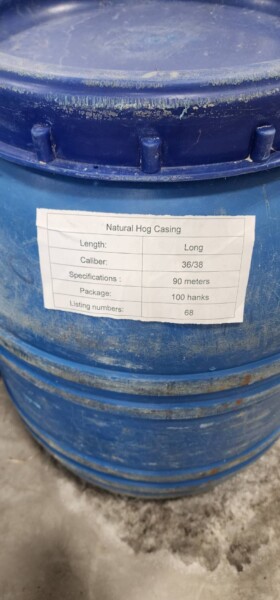 Natural Hog Casing
Length: Long
Caliber: 36/38
Specifications : 90 meters
Package: 100 hanks
Listing numbers: 68